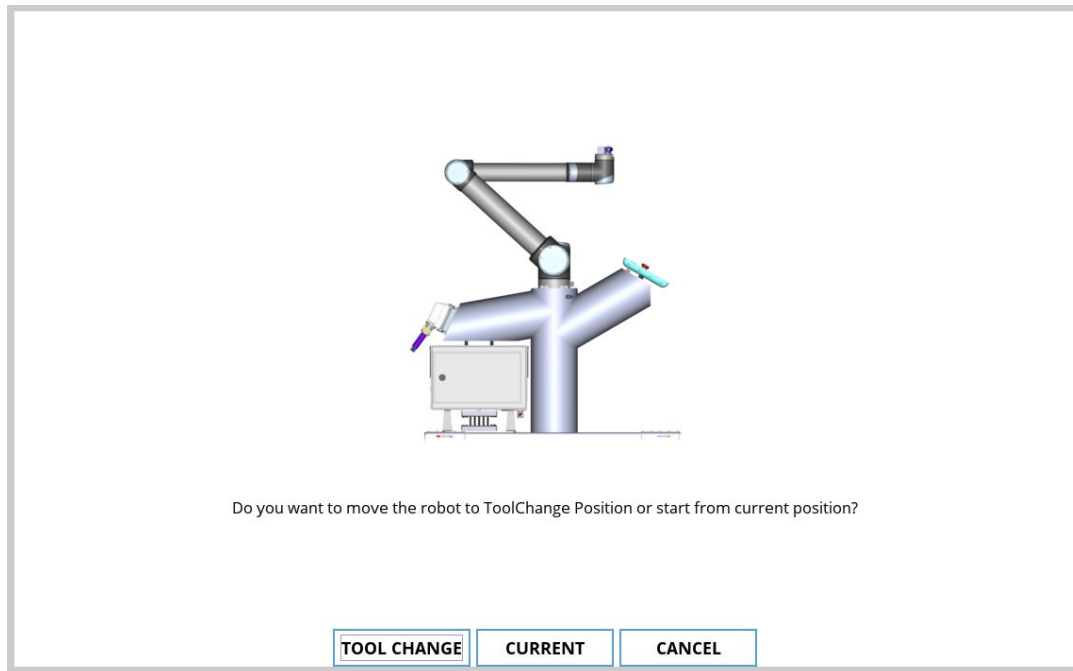 Do you want to move the robot to ToolChange Position or start from current position?
TOOL CHANGE
CURRENT
CANCEL